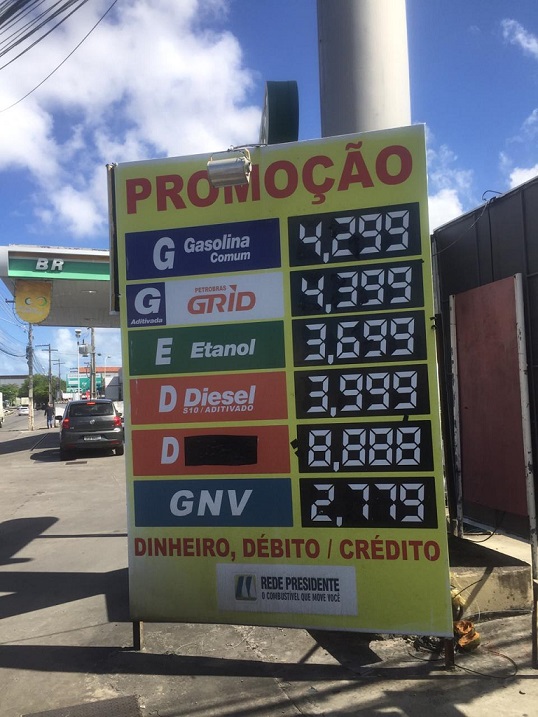 PROMOÇÃO
G Gasolina Comum 4,299
G Aditivada PETROBRAS GRID 4,399
E Etanol 3,699
D Diesel S10 / ADITIVADO 3,999
D 8,888
GNV 2,779
DINHEIRO, DÉBITO / CRÉDITO
REDE PRESIDENTE
O COMBUSTÍVEL QUE MOVE VOCÊ
BR